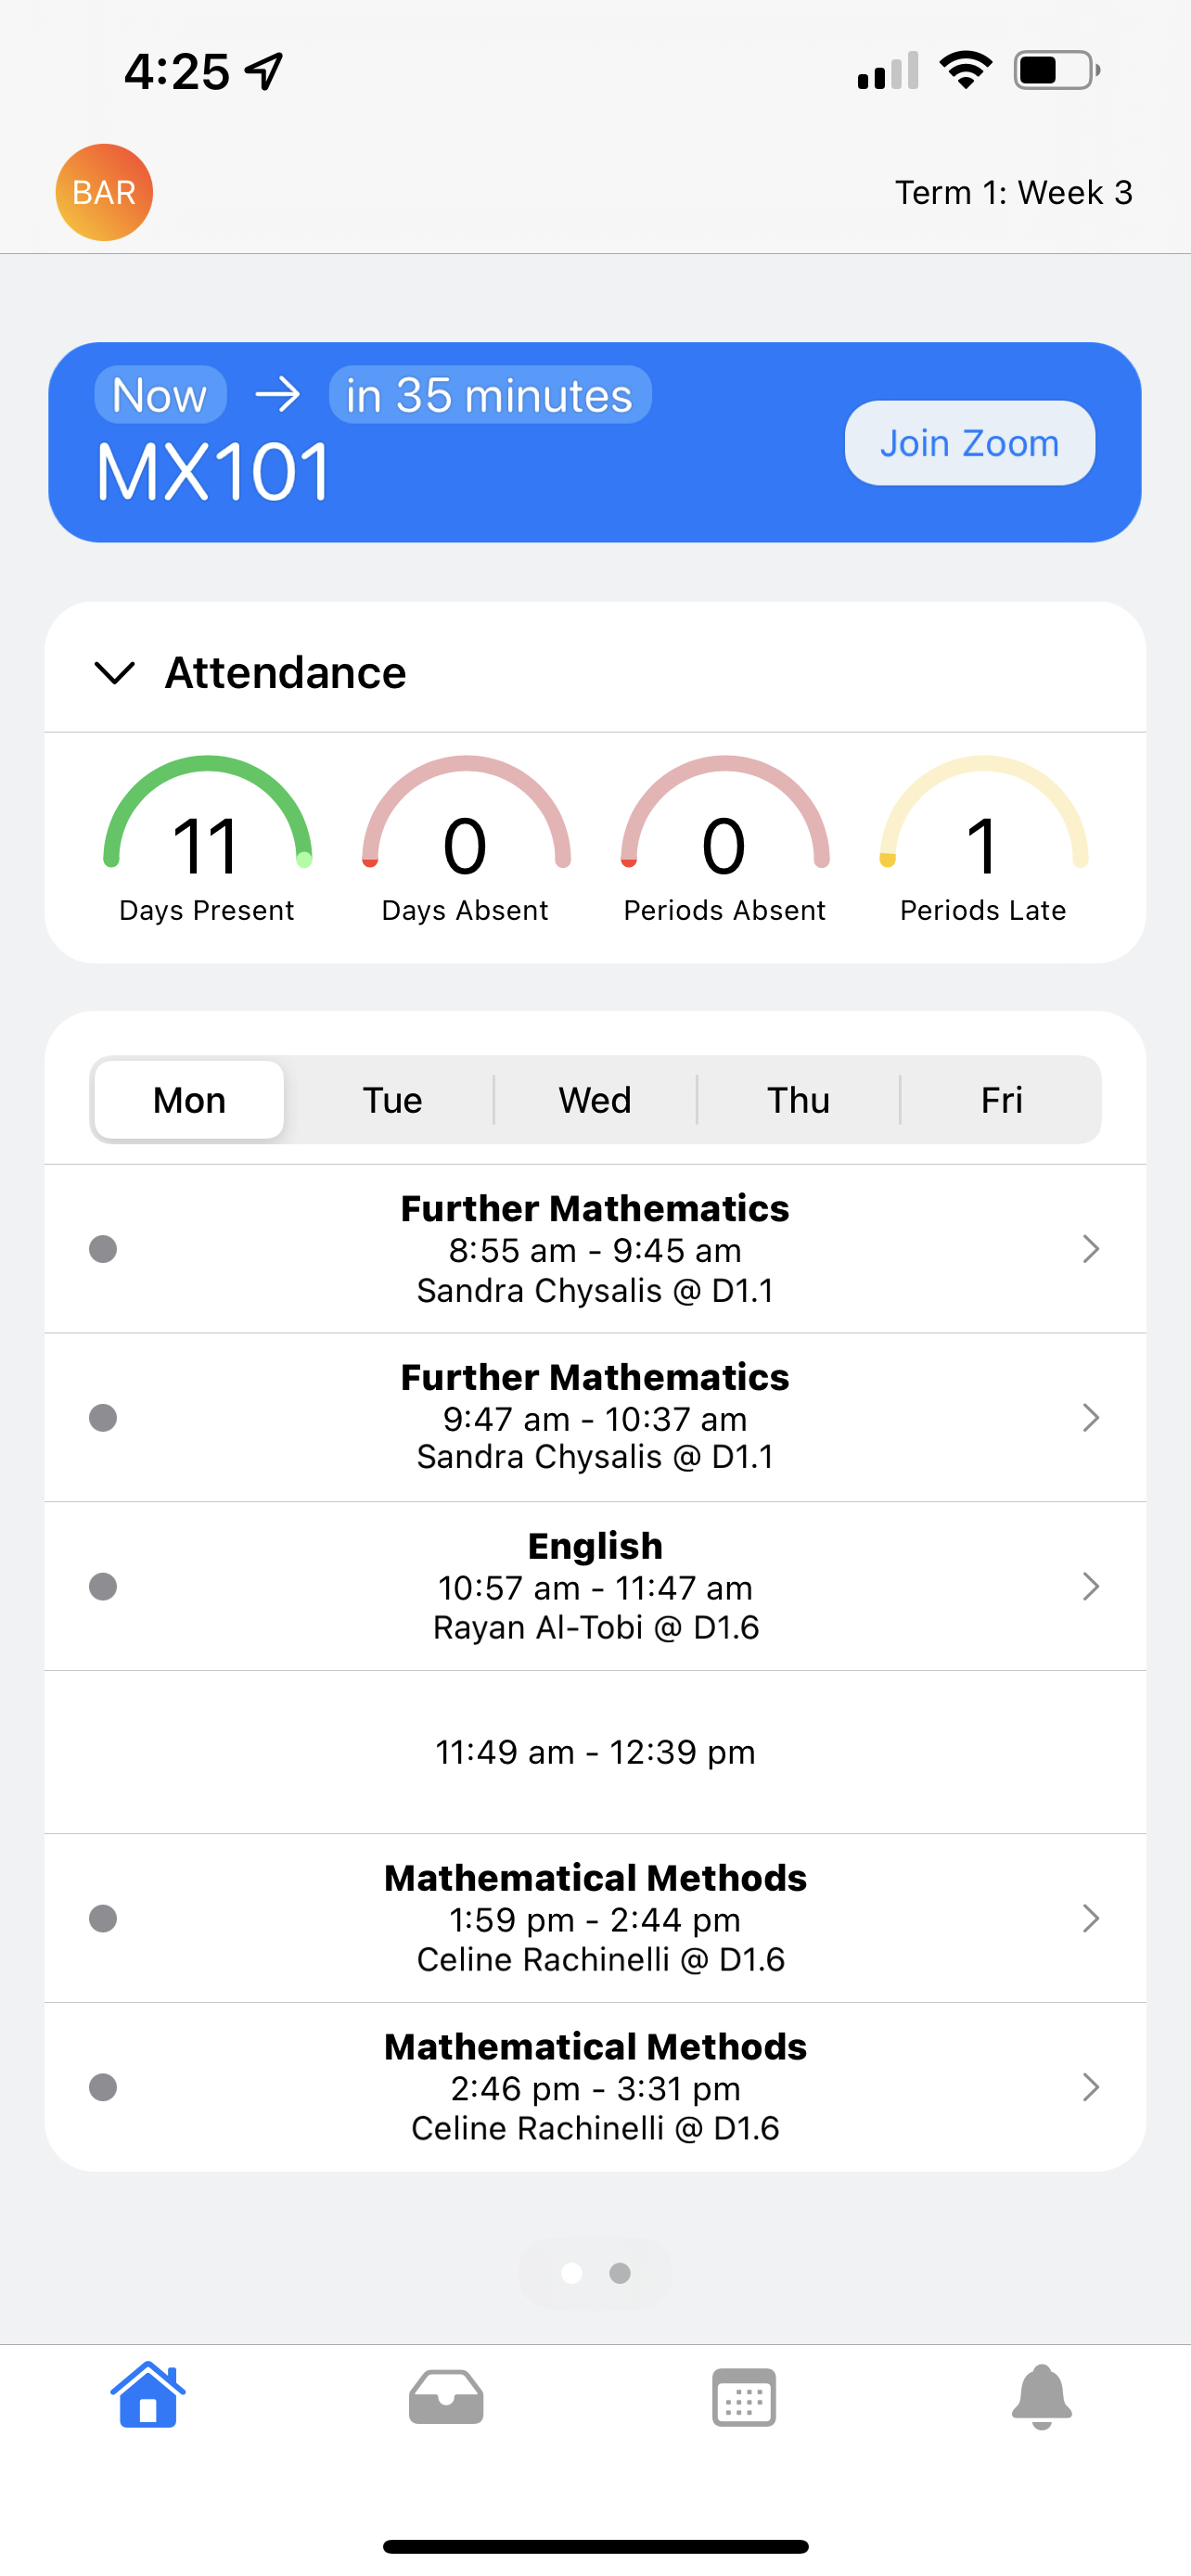 4:25
BAR
Term 1: Week 3
Now → in 35 minutes
MX101
Join Zoom
Attendance
11
Days Present
0
Days Absent
0
Periods Absent
1
Periods Late
Mon Tue Wed Thu Fri
Further Mathematics
8:55 am - 9:45 am
Sandra Chysalis @ D1.1
Further Mathematics
9:47 am - 10:37 am
Sandra Chysalis @ D1.1
English
10:57 am - 11:47 am
Rayan Al-Tobi @ D1.6
11:49 am - 12:39 pm
Mathematical Methods
1:59 pm - 2:44 pm
Celine Rachinelli @ D1.6
Mathematical Methods
2:46 pm - 3:31 pm
Celine Rachinelli @ D1.6